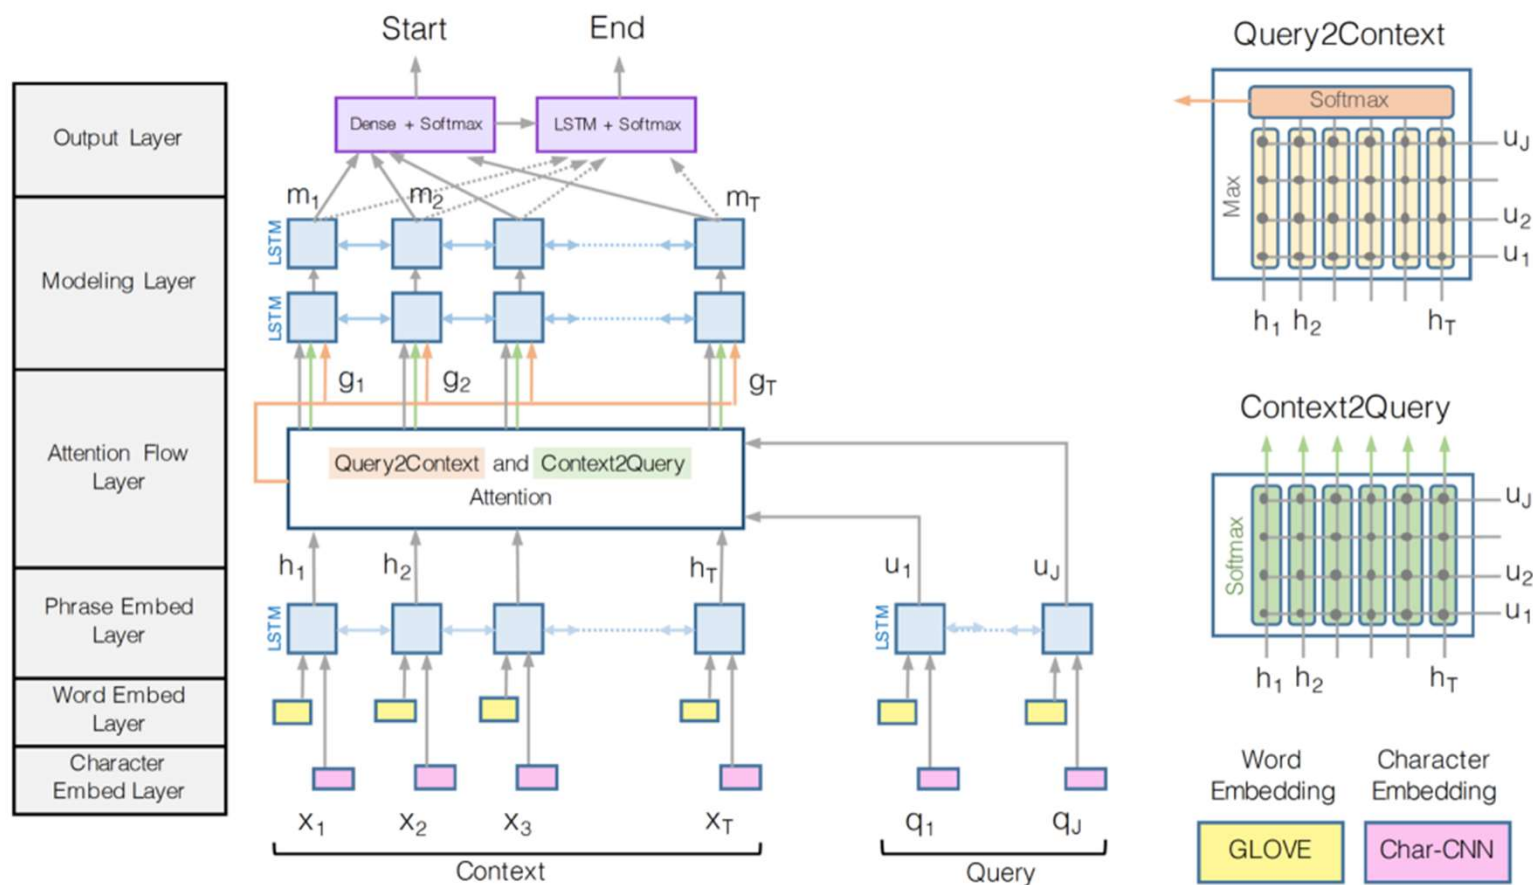 Start
End
Output Layer
Dense + Softmax
LSTM + Softmax
m1
m2
mT
LSTM
Modeling Layer
LSTM
g1
g2
gT
Attention Flow
Layer
Query2Context and Context2Query
Attention
h1
h2
hT
u1
uJ
Phrase Embed
Layer
LSTM
LSTM
Word Embed
Layer
Character
Embed Layer
x1
x2
x3
xT
q1
qJ
Context
Query
Query2Context
Softmax
Max
uJ
u2
u1
h1
h2
hT
Context2Query
Softmax
uJ
u2
u1
h1
h2
hT
Word
Embedding
Character
Embedding
GLOVE
Char-CNN